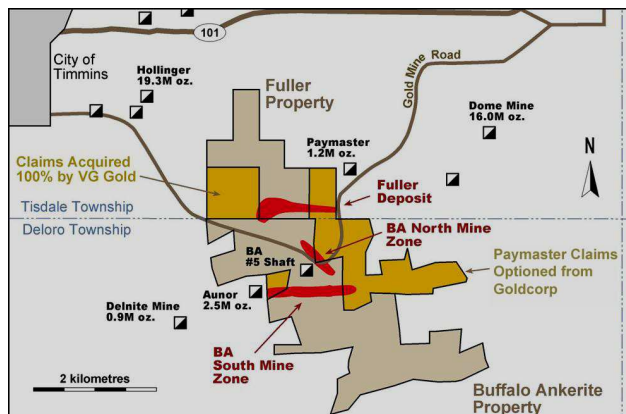 101
City of
Timmins
Hollinger
19.3M oz.
Fuller
Property
Gold Mine Road
Dome Mine
16.0M oz.
Paymaster
1.2M oz.
N
Claims Acquired
100% by VG Gold
Fuller
Deposit
Tisdale Township
Deloro Township
BA North Mine
Zone
BA
#5 Shaft
Paymaster Claims
Optioned from
Goldcorp
Aunor
2.5M oz.
Delnite Mine
0.9M oz.
BA
South Mine
Zone
2 kilometres
Buffalo Ankerite
Property